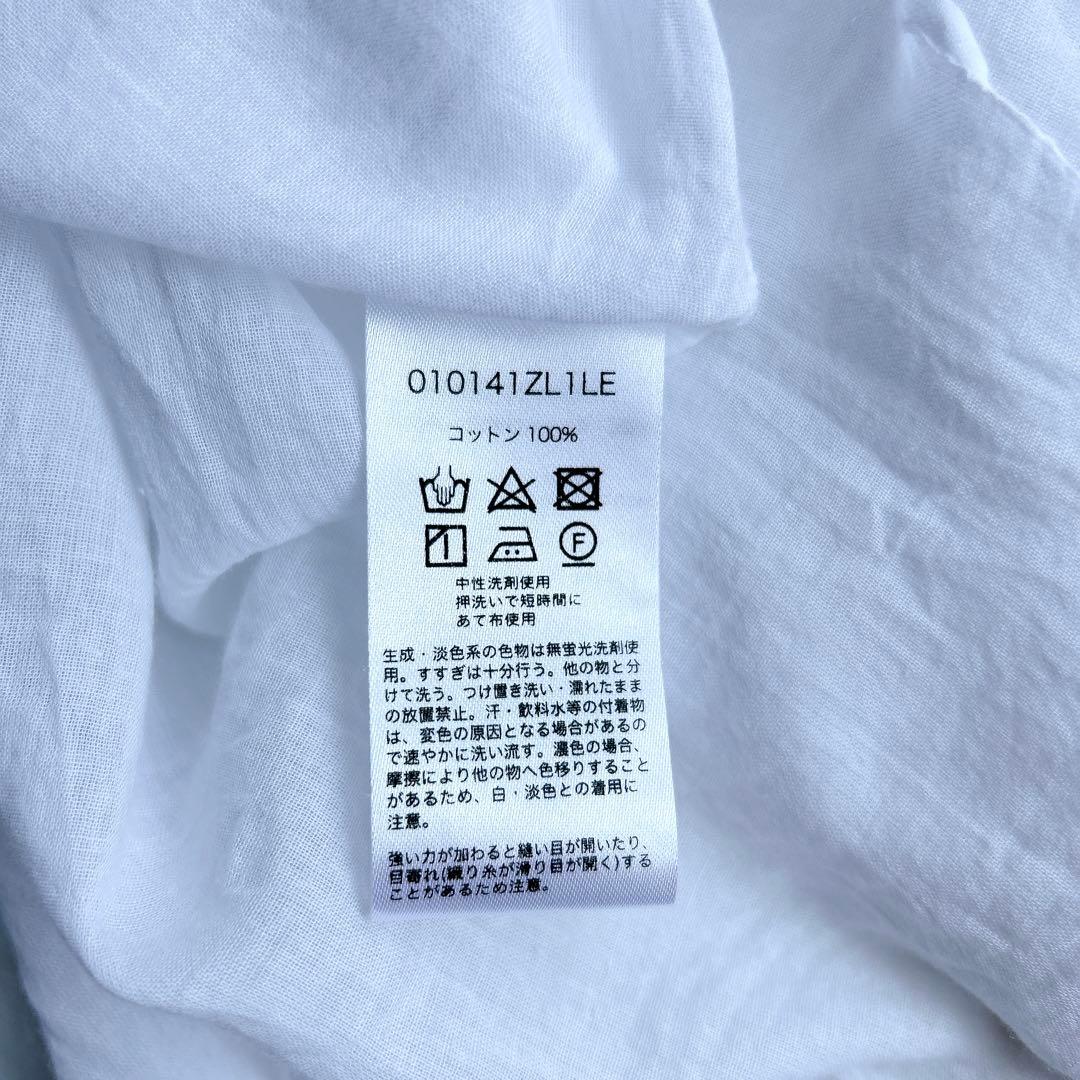 010141ZL1LE
コットン 100%
F
中性洗剤使用
押洗いで短時間に
あて布使用
生成・淡色系の色物は無蛍光洗剤使
用。すすぎは十分行う。他の物と分
けて洗う。つけ置き洗い・濡れたまま
の放置禁止。汗・飲料水等の付着物
は、変色の原因となる場合があるの
で速やかに洗い流す。濃色の場合、
摩擦により他の物へ色移りすること
があるため、白・淡色との着用に
注意。
強い力が加わると縫い目が開いたり、
目寄れ(織り糸が滑り目が開く)する
ことがあるため注意。